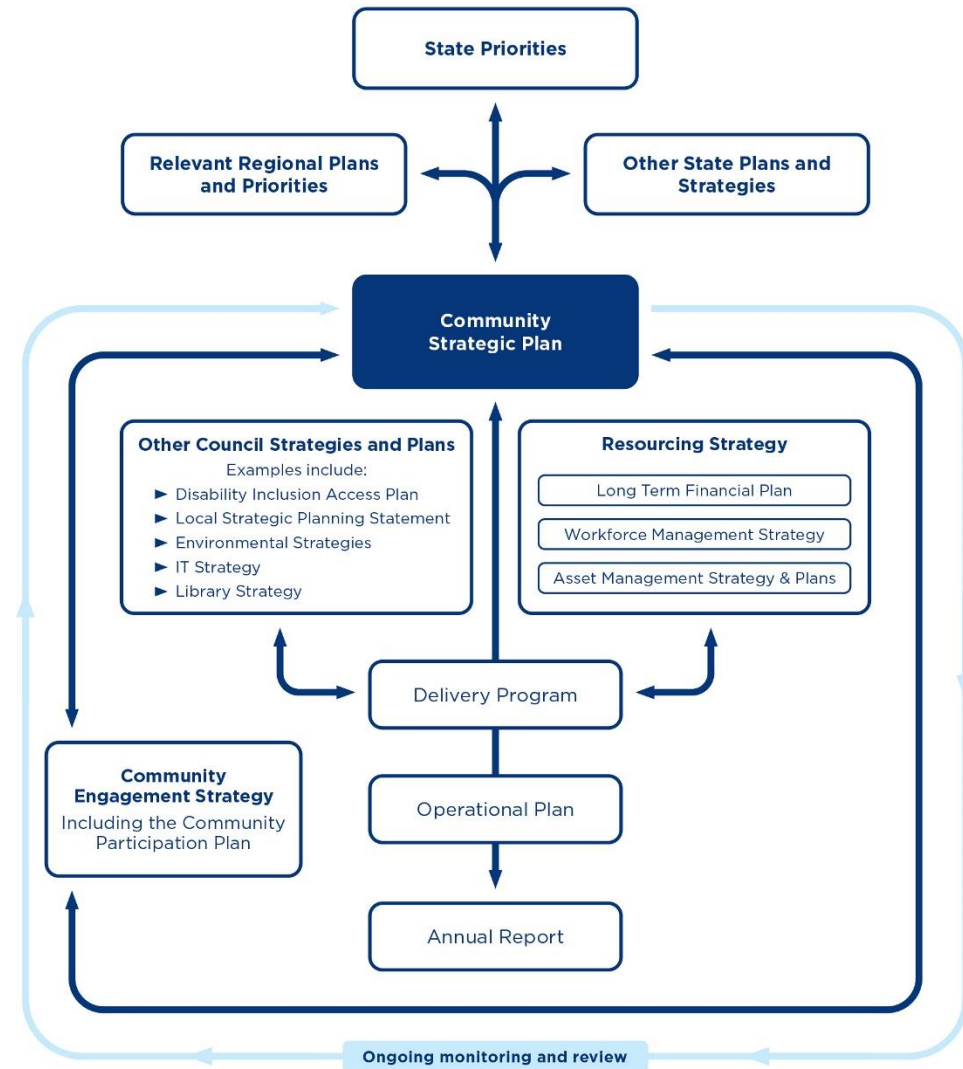 State Priorities
Relevant Regional Plans
and Priorities
Other State Plans and
Strategies
Community
Strategic Plan
Other Council Strategies and Plans
Examples include:
► Disability Inclusion Access Plan
► Local Strategic Planning Statement
► Environmental Strategies
► IT Strategy
► Library Strategy
Resourcing Strategy
Long Term Financial Plan
Workforce Management Strategy
Asset Management Strategy & Plans
Delivery Program
Community
Engagement Strategy
Including the Community
Participation Plan
Operational Plan
Annual Report
Ongoing monitoring and review